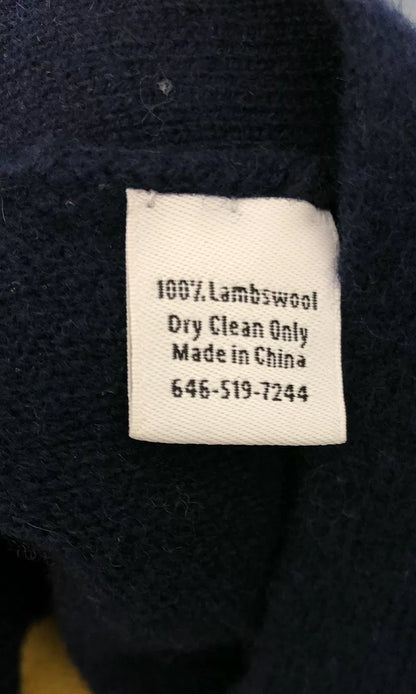 100% Lambswool
Dry Clean Only
Made in China
646-519-7244